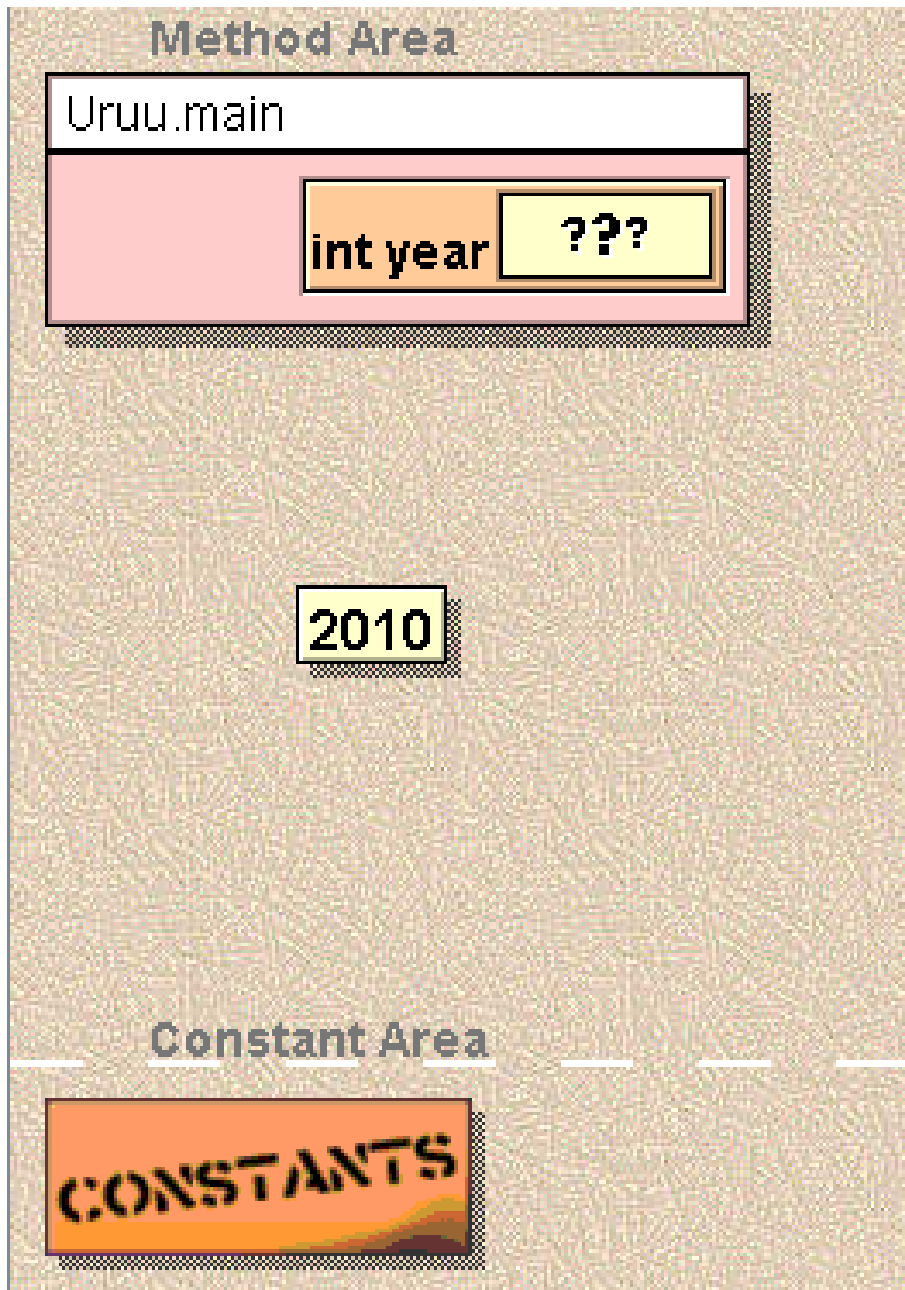 Method Area
Uruu.main
int year ???
2010
Constant Area
CONSTANTS